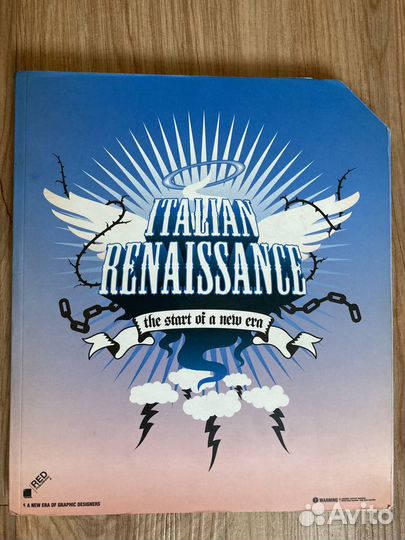 ITALIAN
RENAISSANCE
the start of a new era
RED
A NEW ERA OF GRAPHIC DESIGNERS
WARNING
Avito